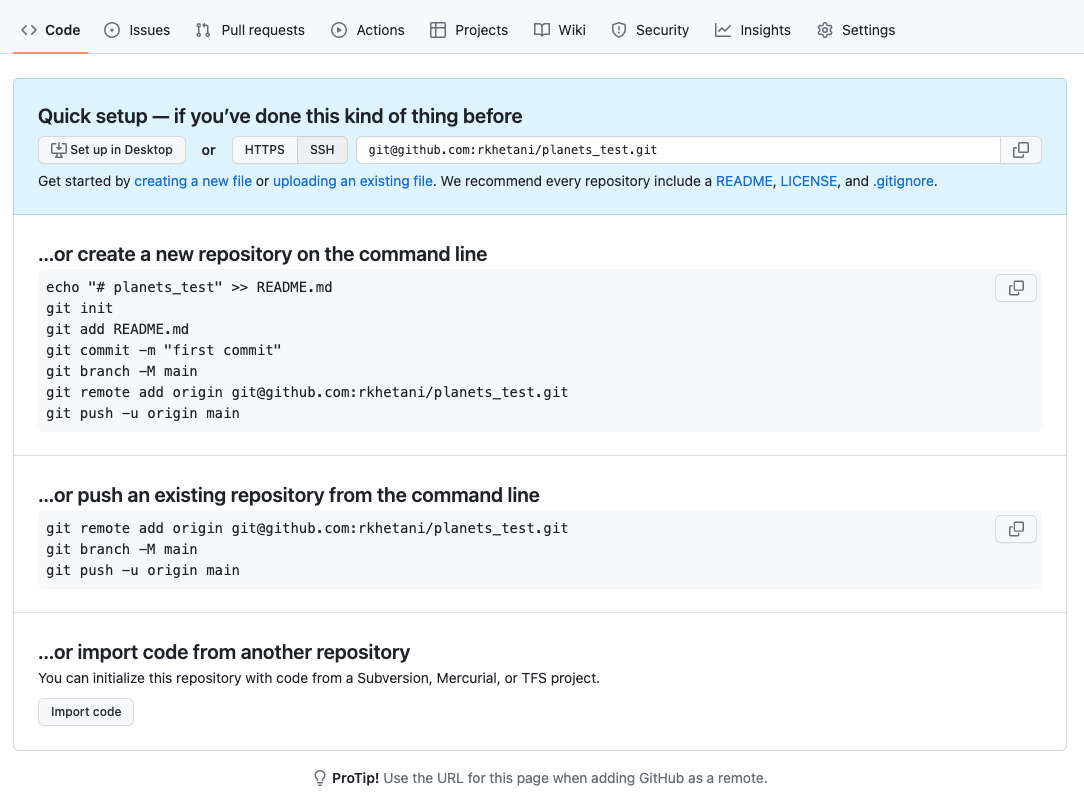 Code Issues Pull requests Actions Projects Wiki Security Insights Settings
Quick setup — if you’ve done this kind of thing before
Set up in Desktop or HTTPS SSH git@github.com:rkhetani/planets_test.git
Get started by creating a new file or uploading an existing file. We recommend every repository include a README, LICENSE, and .gitignore.
…or create a new repository on the command line
echo "# planets_test" >> README.md
git init
git add README.md
git commit -m "first commit"
git branch -M main
git remote add origin git@github.com:rkhetani/planets_test.git
git push -u origin main
…or push an existing repository from the command line
git remote add origin git@github.com:rkhetani/planets_test.git
git branch -M main
git push -u origin main
…or import code from another repository
You can initialize this repository with code from a Subversion, Mercurial, or TFS project.
Import code
ProTip! Use the URL for this page when adding GitHub as a remote.